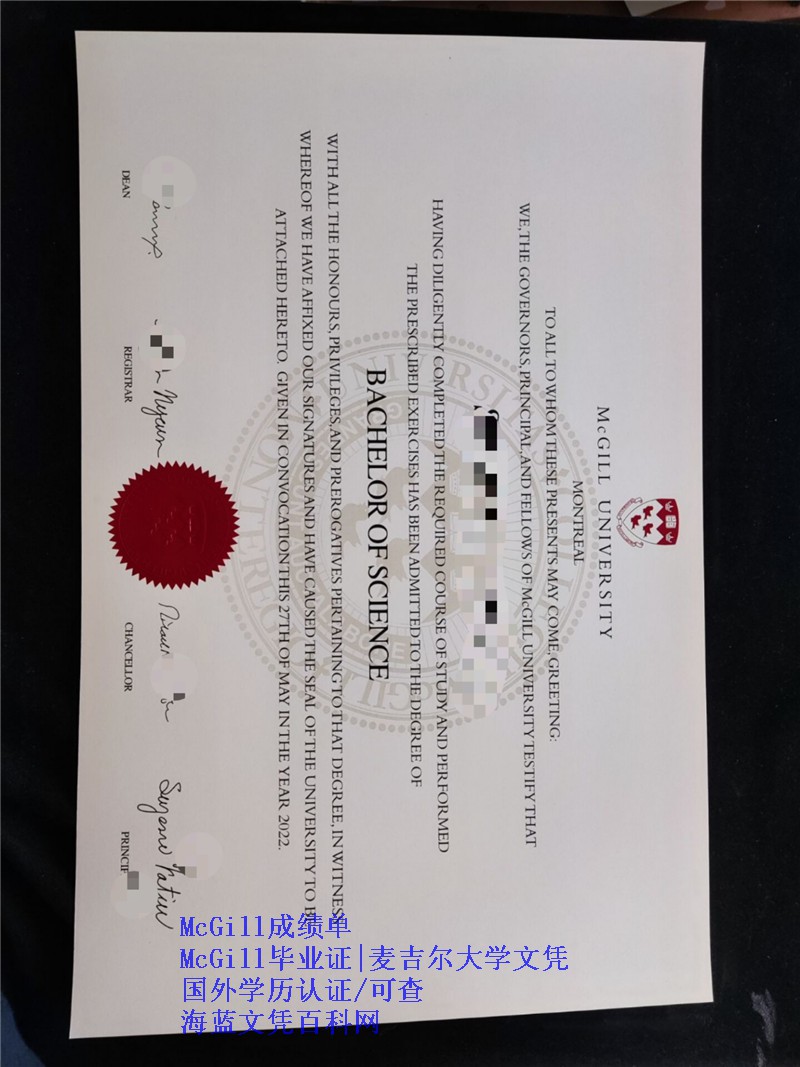 McGILL UNIVERSITY
MONTREAL
TO ALL TO WHOM THESE PRESENTS MAY COME, GREETING:
WE, THE GOVERNORS, PRINCIPAL, AND FELLOWS OF McGILL UNIVERSITY TESTIFY THAT
HAVING DILIGENTLY COMPLETED THE REQUIRED COURSE OF STUDY AND PERFORMED
THE PRESCRIBED EXERCISES HAS BEEN ADMITTED TO THE DEGREE OF
BACHELOR OF SCIENCE
WITH ALL THE HONOURS, PRIVILEGES, AND PREROGATIVES PERTAINING TO THAT DEGREE, IN WITNESS
WHEREOF WE HAVE AFFIXED OUR SIGNATURES AND HAVE CAUSED THE SEAL OF THE UNIVERSITY TO BE
ATTACHED HERETO, GIVEN IN CONVOCATION THIS 27TH OF MAY IN THE YEAR 2022.
DEAN
REGISTRAR
CHANCELLOR
McGill成绩单
McGill毕业证|麦吉尔大学文凭
国外学历认证/可查
海蓝文凭百科网